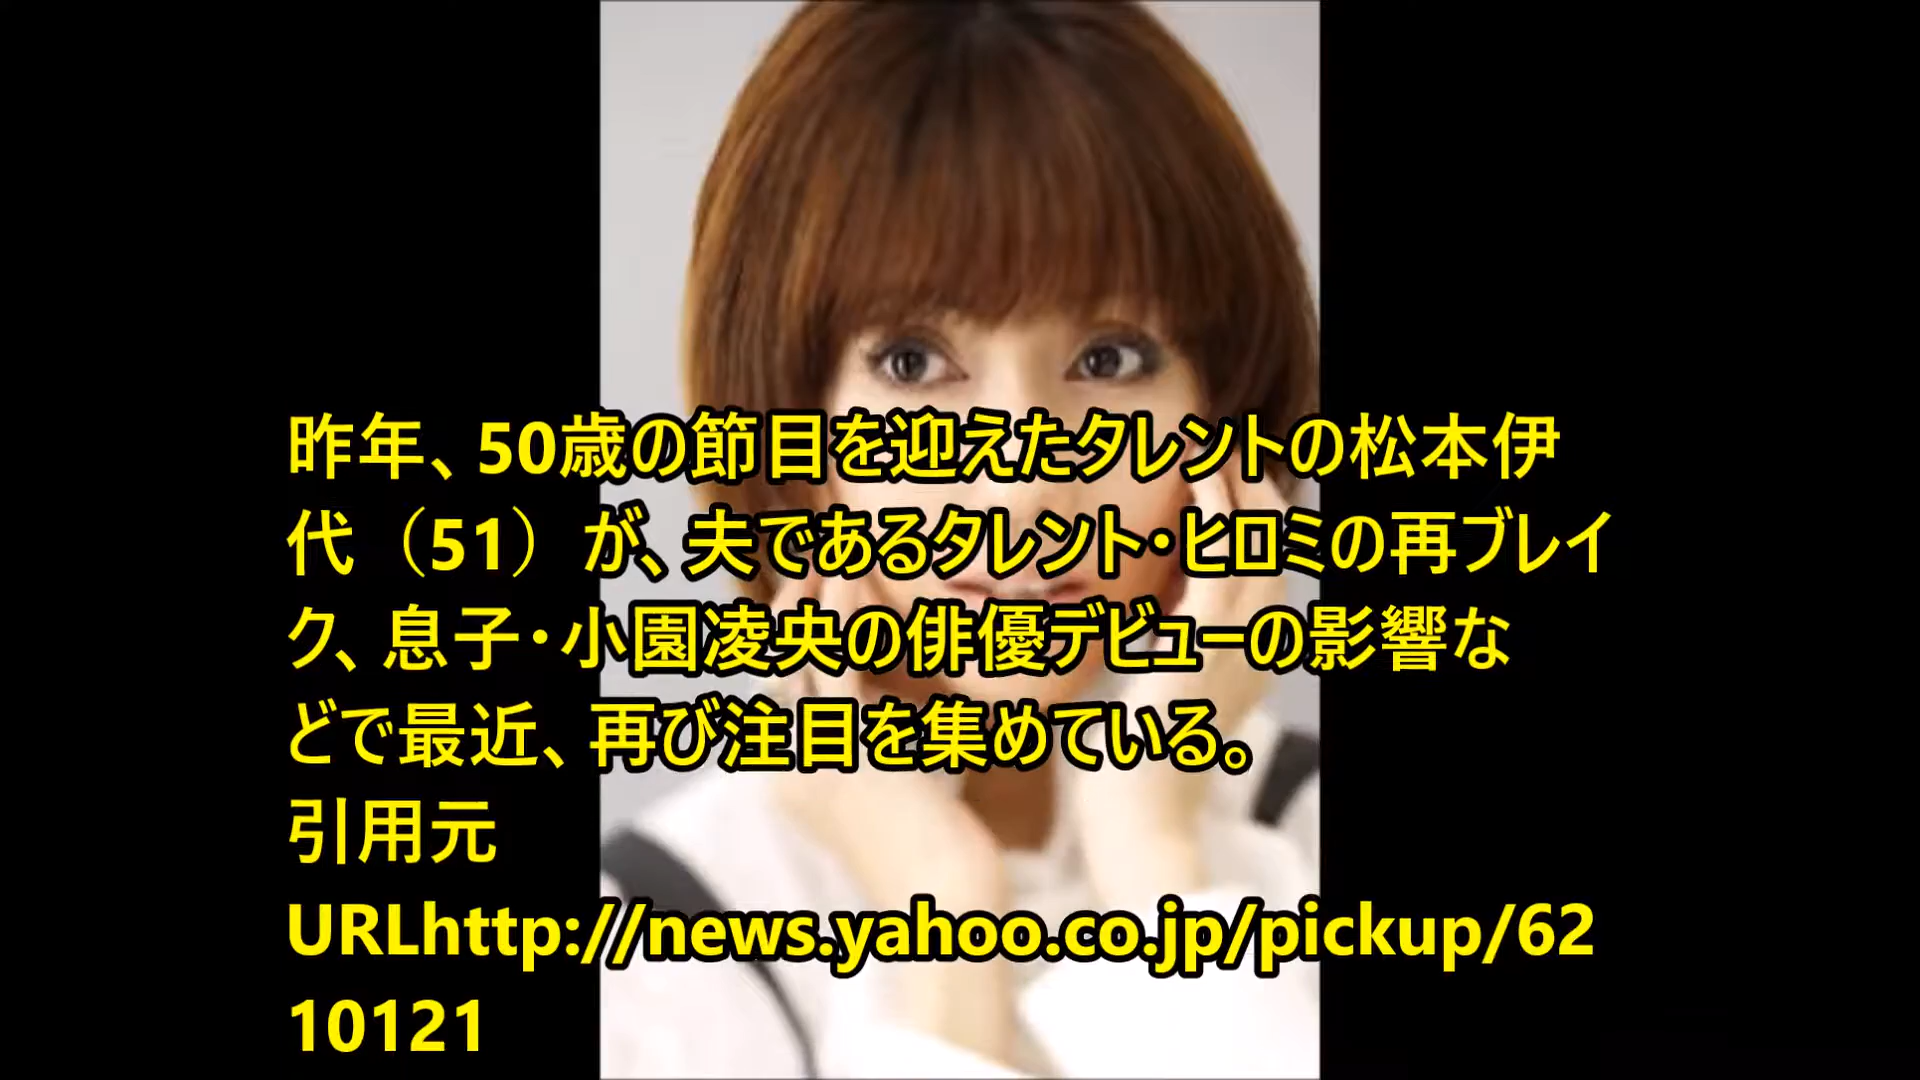 昨年、50歳の節目を迎えたタレントの松本伊
代（51）が、夫であるタレント・ヒロミの再ブレイ
ク、息子・小園凌央の俳優デビューの影響な
どで最近、再び注目を集めている。
引用元
URLhttp://news.yahoo.co.jp/pickup/62
10121